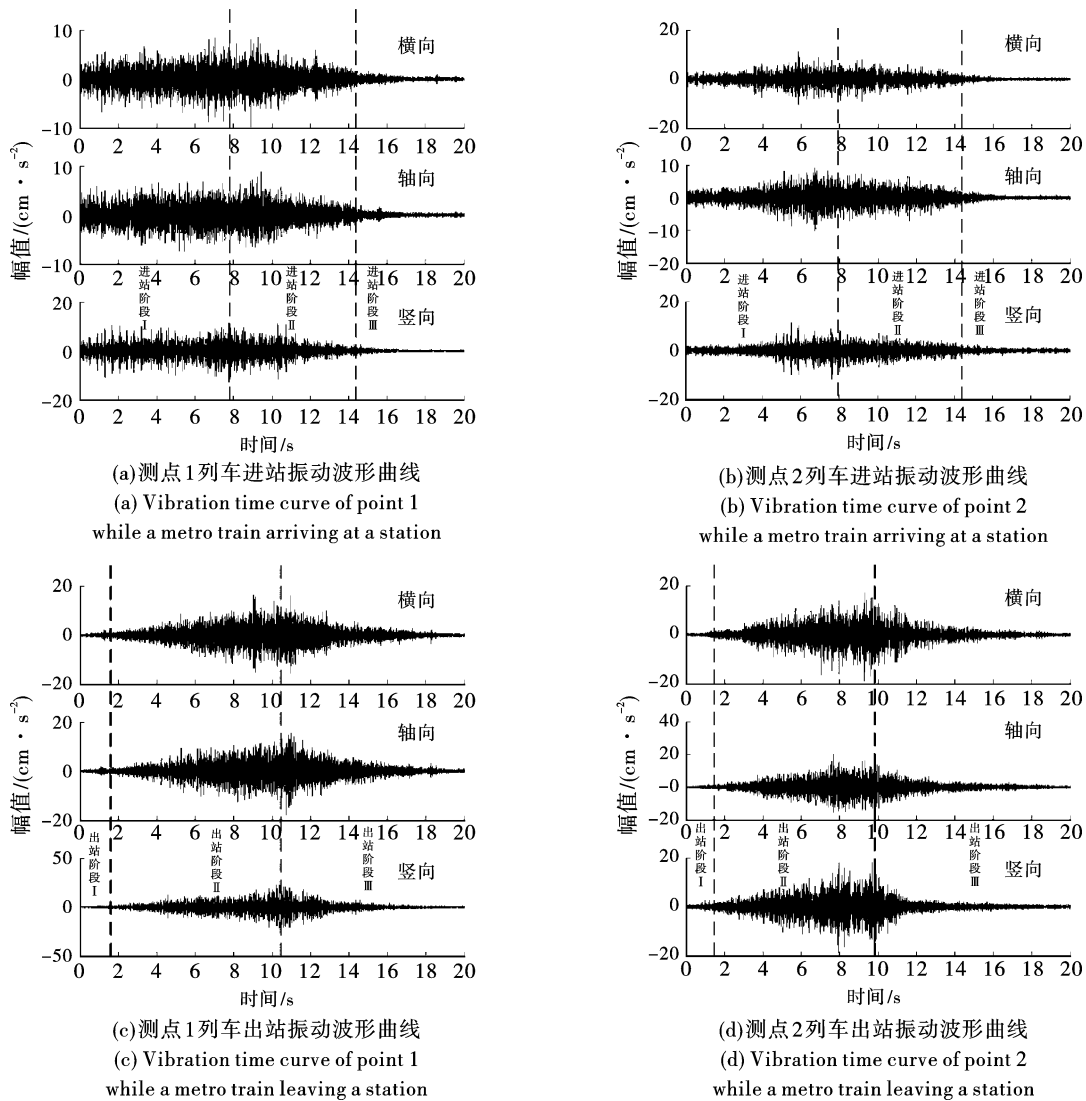 幅值/(cm·s⁻²)
10
0
-10
横向
0 2 4 6 8 10 12 14 16 18 20
10
0
-10
轴向
0 2 4 6 8 10 12 14 16 18 20
进站阶段Ⅰ
进站阶段Ⅱ
进站阶段Ⅲ
20
0
-20
竖向
0 2 4 6 8 10 12 14 16 18 20
时间/s
(a)测点1列车进站振动波形曲线
(a) Vibration time curve of point 1
while a metro train arriving at a station
幅值/(cm·s⁻²)
20
0
-20
横向
0 2 4 6 8 10 12 14 16 18 20
10
0
-10
-20
轴向
0 2 4 6 8 10 12 14 16 18 20
进站阶段Ⅰ
进站阶段Ⅱ
进站阶段Ⅲ
20
0
-20
竖向
0 2 4 6 8 10 12 14 16 18 20
时间/s
(b)测点2列车进站振动波形曲线
(b) Vibration time curve of point 2
while a metro train arriving at a station
幅值/(cm·s⁻²)
20
0
-20
横向
0 2 4 6 8 10 12 14 16 18 20
20
0
-20
轴向
0 2 4 6 8 10 12 14 16 18 20
出站阶段Ⅰ
出站阶段Ⅱ
出站阶段Ⅲ
50
0
-50
竖向
0 2 4 6 8 10 12 14 16 18 20
时间/s
(c)测点1列车出站振动波形曲线
(c) Vibration time curve of point 1
while a metro train leaving a station
幅值/(cm·s⁻²)
20
0
-20
横向
0 2 4 6 8 10 12 14 16 18 20
40
20
-0
-20
轴向
0 2 4 6 8 10 12 14 16 18 20
出站阶段Ⅰ
出站阶段Ⅱ
出站阶段Ⅲ
20
0
-20
竖向
0 2 4 6 8 10 12 14 16 18 20
时间/s
(d)测点2列车出站振动波形曲线
(d) Vibration time curve of point 2
while a metro train leaving a station